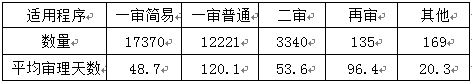 适用程序 一审简易 一审普通 二审 再审 其他
数量 17370 12221 3340 135 169
平均审理天数 48.7 120.1 53.6 96.4 20.3